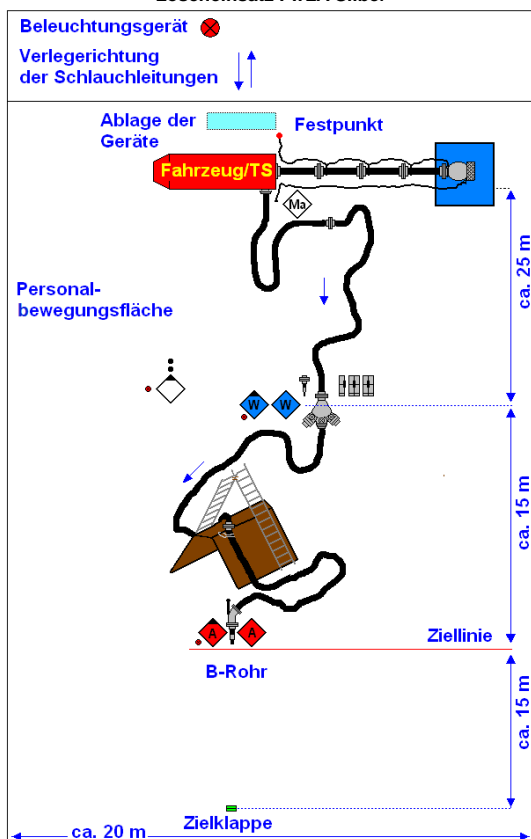 Beleuchtungsgerät
Verlegerichtung
der Schlauchleitungen
Ablage der
Geräte
Festpunkt
Fahrzeug/TS
Ma
ca. 25 m
Personal-
bewegungsfläche
W W
ca. 15 m
A A
Ziellinie
B-Rohr
ca. 15 m
Zielklappe
ca. 20 m